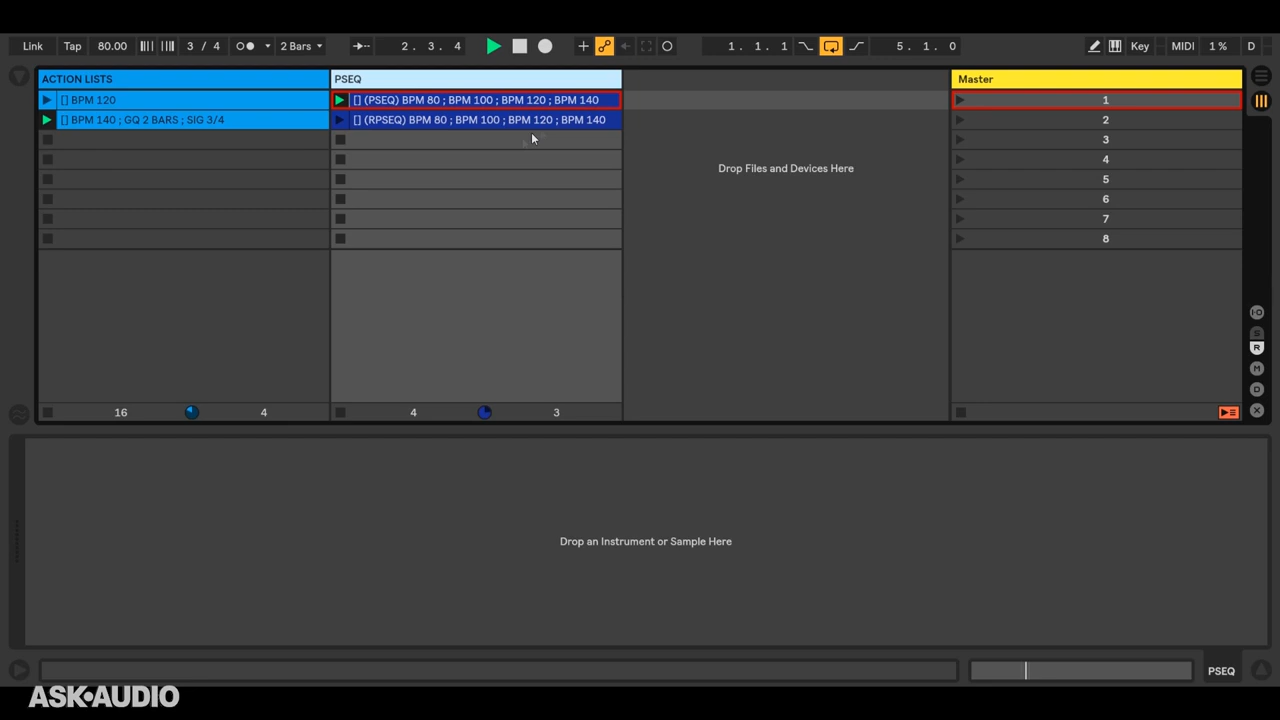 Link Tap 80.00 3 / 4 2 Bars 2. 3. 4 1. 1. 1 5. 1. 0 Key MIDI 1 % D
ACTION LISTS PSEQ Master
[] BPM 120 [] (PSEQ) BPM 80 ; BPM 100 ; BPM 120 ; BPM 140 1
[] BPM 140 ; GQ 2 BARS ; SIG 3/4 [] (RPSEQ) BPM 80 ; BPM 100 ; BPM 120 ; BPM 140 2
3
4
Drop Files and Devices Here
5
6
7
8
I·O
S
R
M
D
X
16 4 4 3
Drop an Instrument or Sample Here
PSEQ
ASK•AUDIO